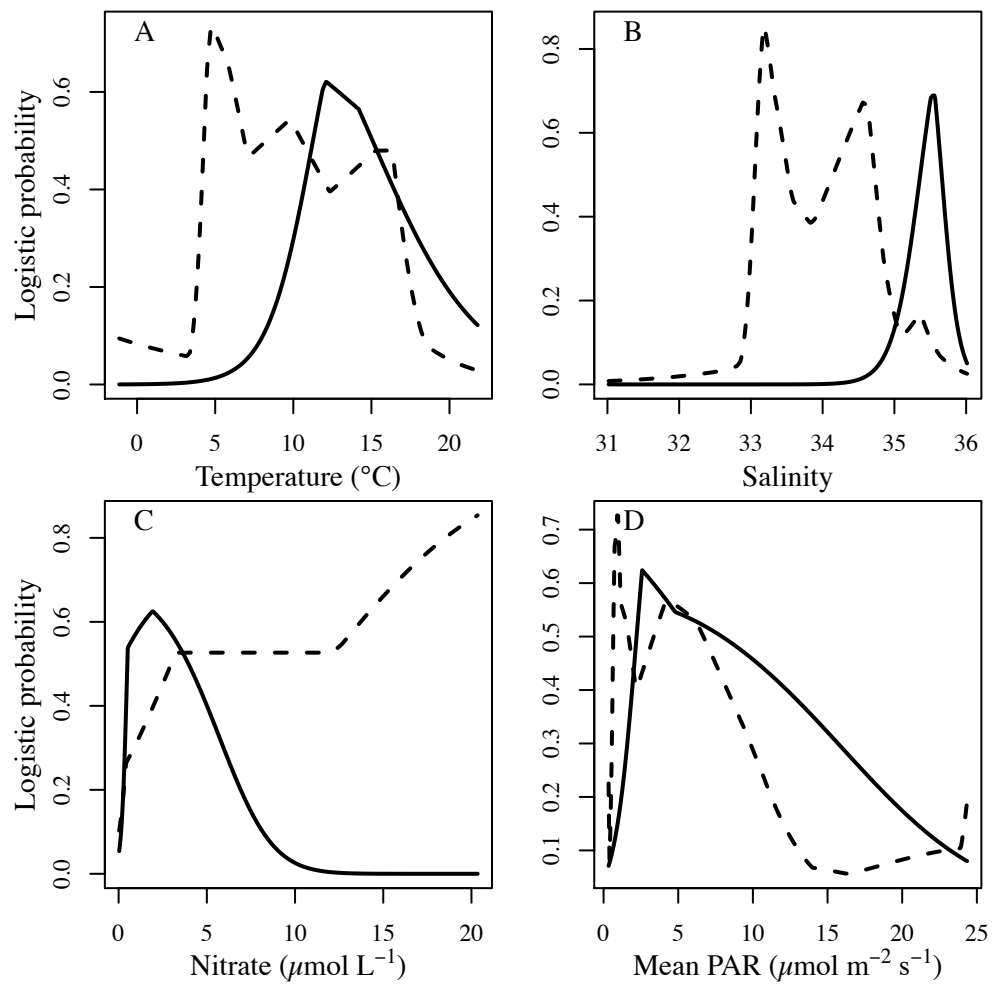 A
Logistic probability
0.0 0.2 0.4 0.6
0 5 10 15 20
Temperature (°C)
B
0.0 0.2 0.4 0.6 0.8
31 32 33 34 35 36
Salinity
C
Logistic probability
0.0 0.2 0.4 0.6 0.8
0 5 10 15 20
Nitrate (μmol L⁻¹)
D
0.1 0.2 0.3 0.4 0.5 0.6 0.7
0 5 10 15 20 25
Mean PAR (μmol m⁻² s⁻¹)